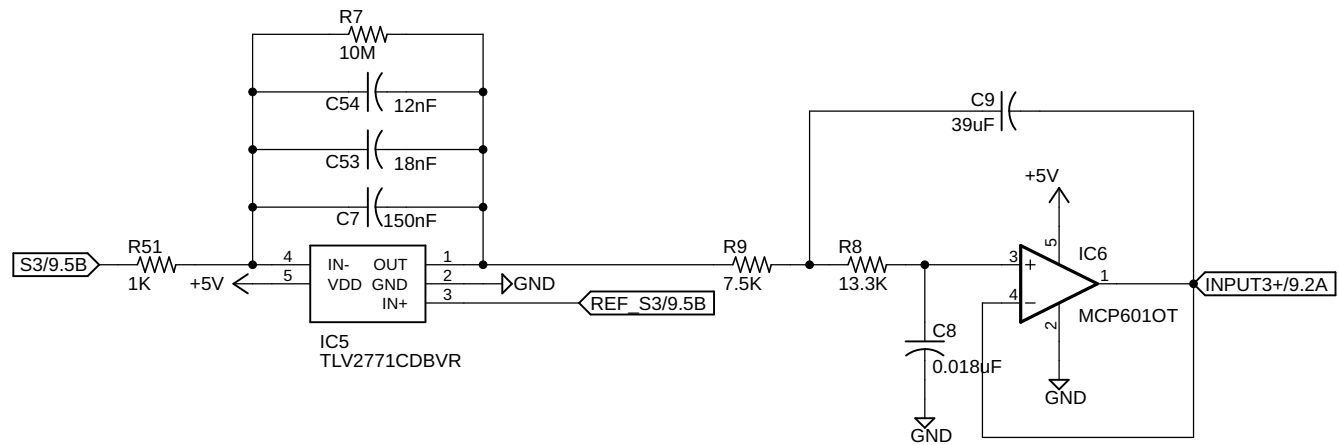 R7
10M
C54
12nF
C53
18nF
C7
150nF
S3/9.5B
R51
1K
+5V
4
5
IN-
VDD
OUT
GND
IN+
1
2
3
GND
REF_S3/9.5B
IC5
TLV2771CDBVR
R9
7.5K
R8
13.3K
C9
39uF
+5V
5
IC6
3
+
4
−
1
2
MCP601OT
INPUT3+/9.2A
C8
0.018uF
GND
GND